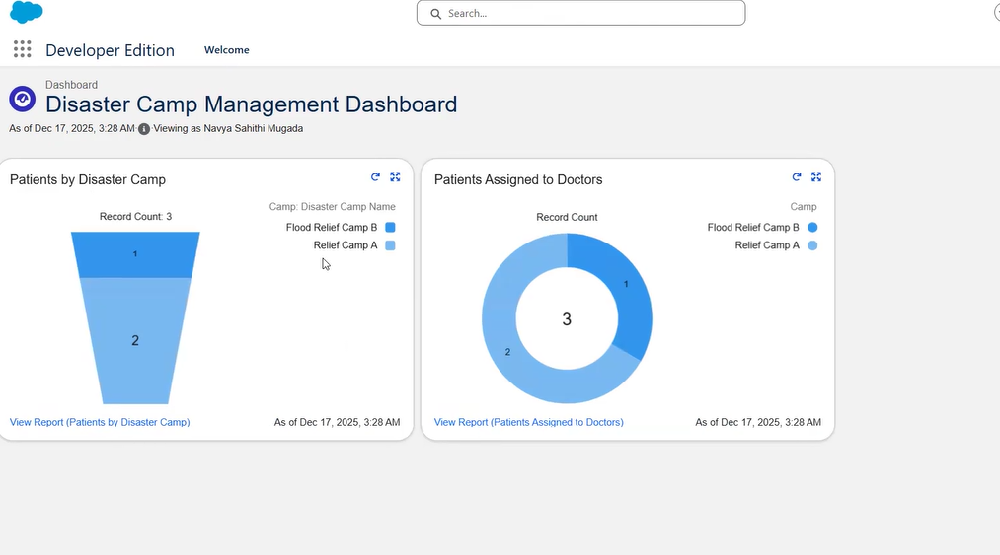 Search...
Developer Edition
Welcome
Dashboard
Disaster Camp Management Dashboard
As of Dec 17, 2025, 3:28 AM Viewing as Navya Sahithi Mugada
Patients by Disaster Camp
Record Count: 3
Camp: Disaster Camp Name
Flood Relief Camp B
Relief Camp A
1
2
View Report (Patients by Disaster Camp)
As of Dec 17, 2025, 3:28 AM
Patients Assigned to Doctors
Record Count
Camp
Flood Relief Camp B
Relief Camp A
1
3
2
View Report (Patients Assigned to Doctors)
As of Dec 17, 2025, 3:28 AM